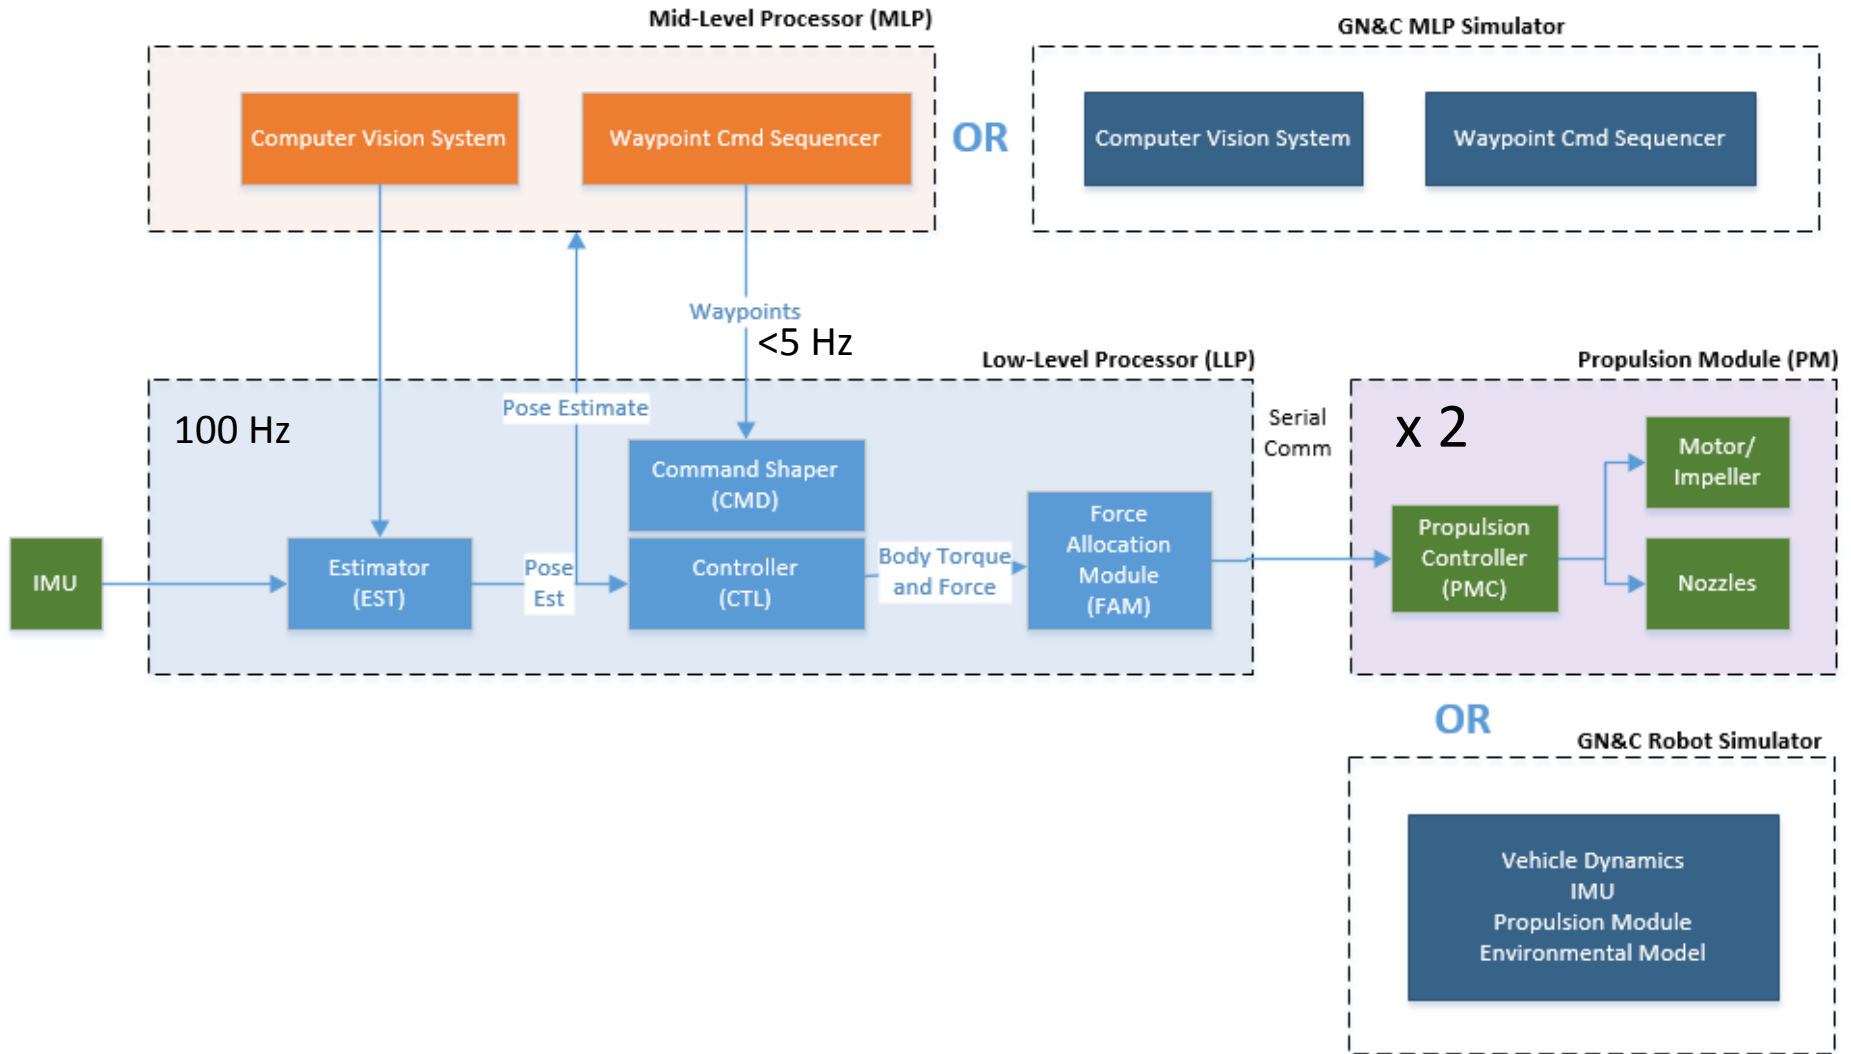 Mid-Level Processor (MLP)
GN&C MLP Simulator
Computer Vision System
Waypoint Cmd Sequencer
OR
Computer Vision System
Waypoint Cmd Sequencer
Waypoints
<5 Hz
Low-Level Processor (LLP)
Propulsion Module (PM)
100 Hz
Pose Estimate
Serial
Comm
x 2
Motor/
Impeller
Command Shaper
(CMD)
Force
Allocation
Module
(FAM)
Propulsion
Controller
(PMC)
IMU
Estimator
(EST)
Pose
Est
Controller
(CTL)
Body Torque
and Force
Nozzles
OR
GN&C Robot Simulator
Vehicle Dynamics
IMU
Propulsion Module
Environmental Model